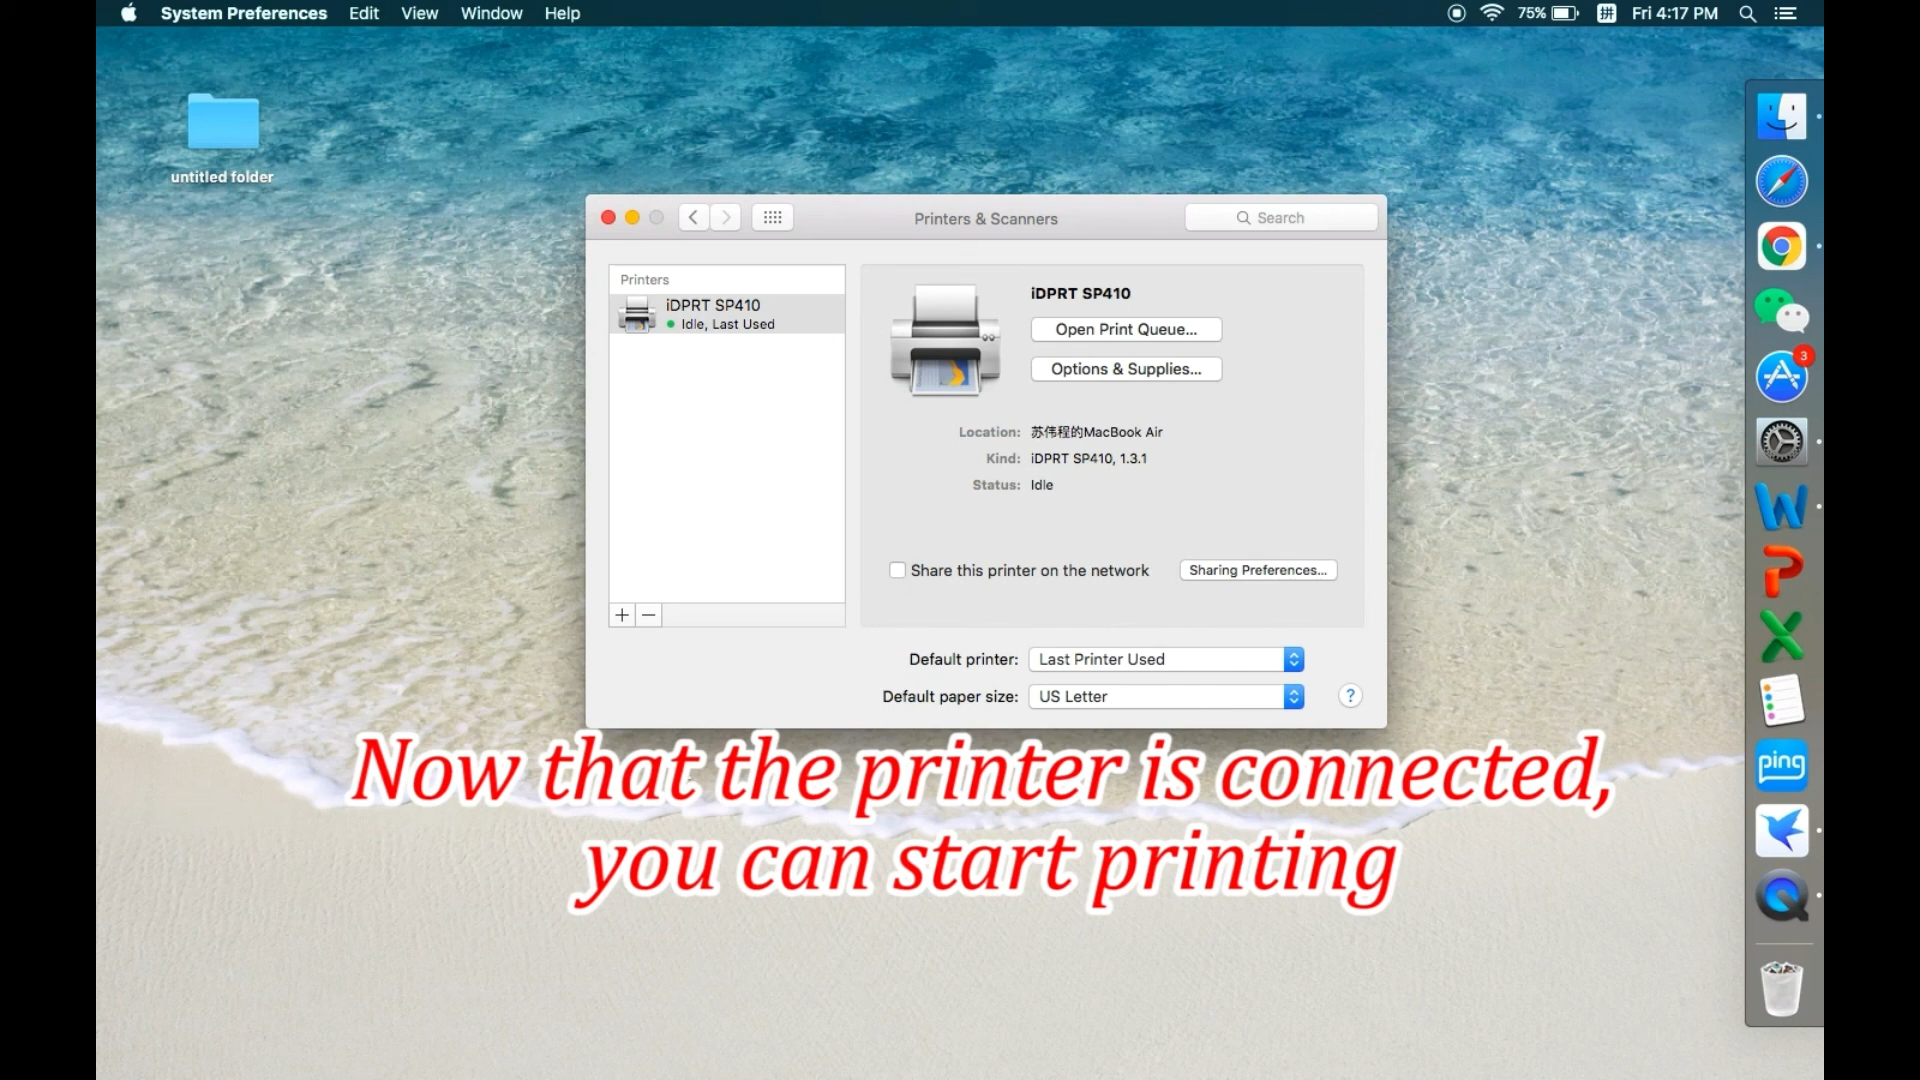 System Preferences Edit View Window Help
75% 拼 Fri 4:17 PM
untitled folder
Printers & Scanners
Search
Printers
iDPRT SP410
Idle, Last Used
iDPRT SP410
Open Print Queue...
Options & Supplies...
Location: 苏伟程的MacBook Air
Kind: iDPRT SP410, 1.3.1
Status: Idle
Share this printer on the network
Sharing Preferences...
Default printer: Last Printer Used
Default paper size: US Letter
?
3
ping
Now that the printer is connected,
you can start printing